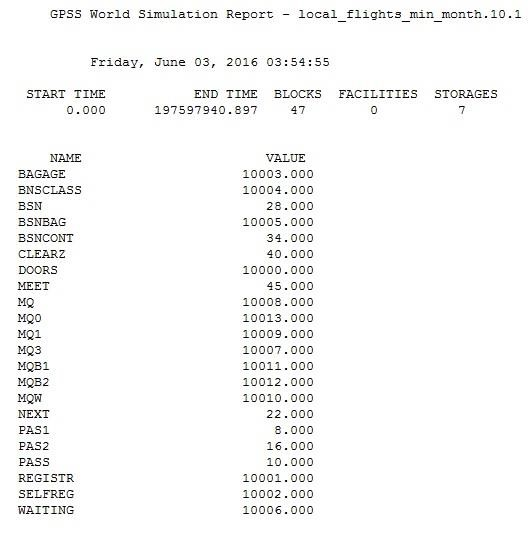 GPSS World Simulation Report - local_flights_min_month.10.1
Friday, June 03, 2016 03:54:55
START TIME END TIME BLOCKS FACILITIES STORAGES
0.000 197597940.897 47 0 7
NAME VALUE
BAGAGE 10003.000
BNSCLASS 10004.000
BSN 28.000
BSNBAG 10005.000
BSNCONT 34.000
CLEARZ 40.000
DOORS 10000.000
MEET 45.000
MQ 10008.000
MQ0 10013.000
MQ1 10009.000
MQ3 10007.000
MQB1 10011.000
MQB2 10012.000
MQW 10010.000
NEXT 22.000
PAS1 8.000
PAS2 16.000
PASS 10.000
REGISTR 10001.000
SELFREG 10002.000
WAITING 10006.000